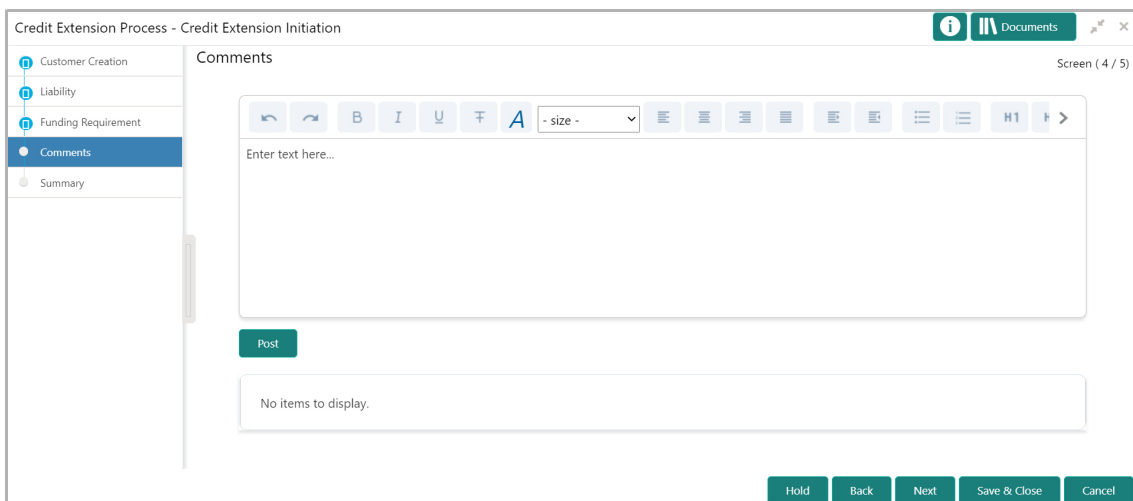 Credit Extension Process - Credit Extension Initiation
Documents
Customer Creation
Liability
Funding Requirement
Comments
Summary
Comments
Screen ( 4 / 5)
B I U T A - size - H1
Enter text here...
Post
No items to display.
Hold Back Next Save & Close Cancel